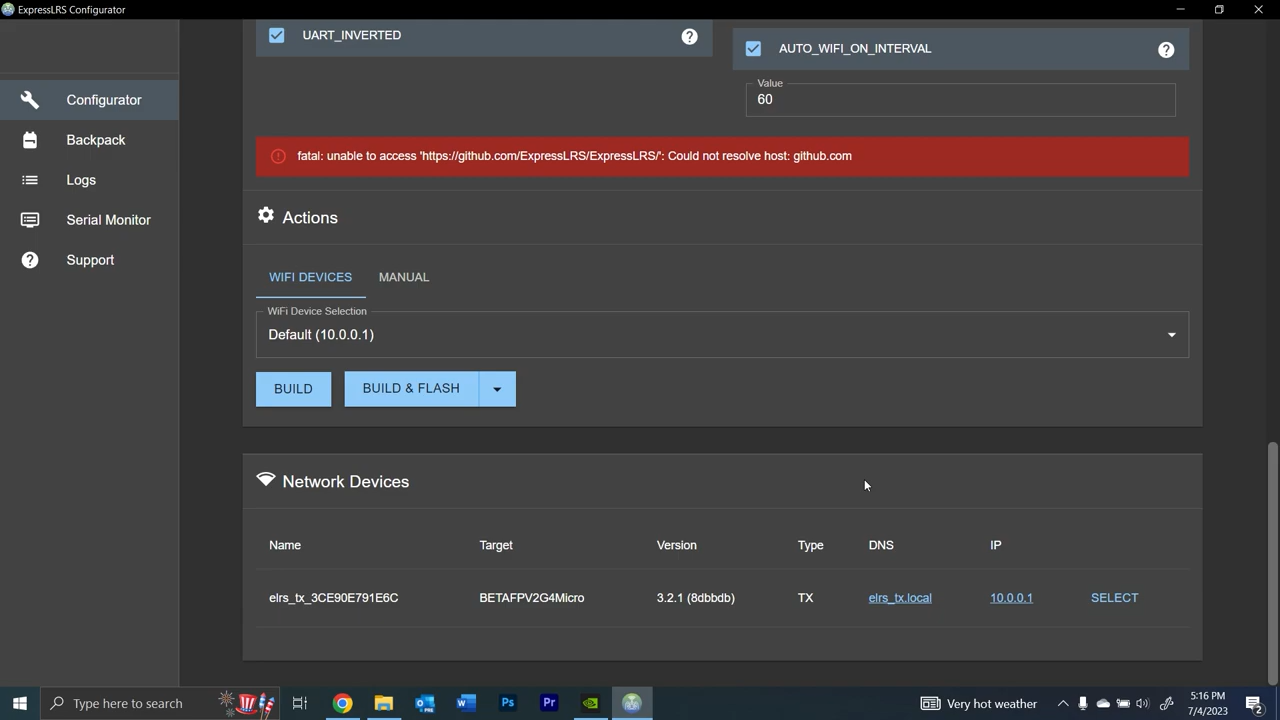 ExpressLRS Configurator
UART_INVERTED
AUTO_WIFI_ON_INTERVAL
Value
60
Configurator
Backpack
Logs
Serial Monitor
Support
fatal: unable to access 'https://github.com/ExpressLRS/ExpressLRS/': Could not resolve host: github.com
Actions
WIFI DEVICES MANUAL
WiFi Device Selection
Default (10.0.0.1)
BUILD BUILD & FLASH
Network Devices
Name Target Version Type DNS IP
elrs_tx_3CE90E791E6C BETAFPV2G4Micro 3.2.1 (8dbbdb) TX elrs_tx.local 10.0.0.1 SELECT
Type here to search
Very hot weather
5:16 PM
7/4/2023
2